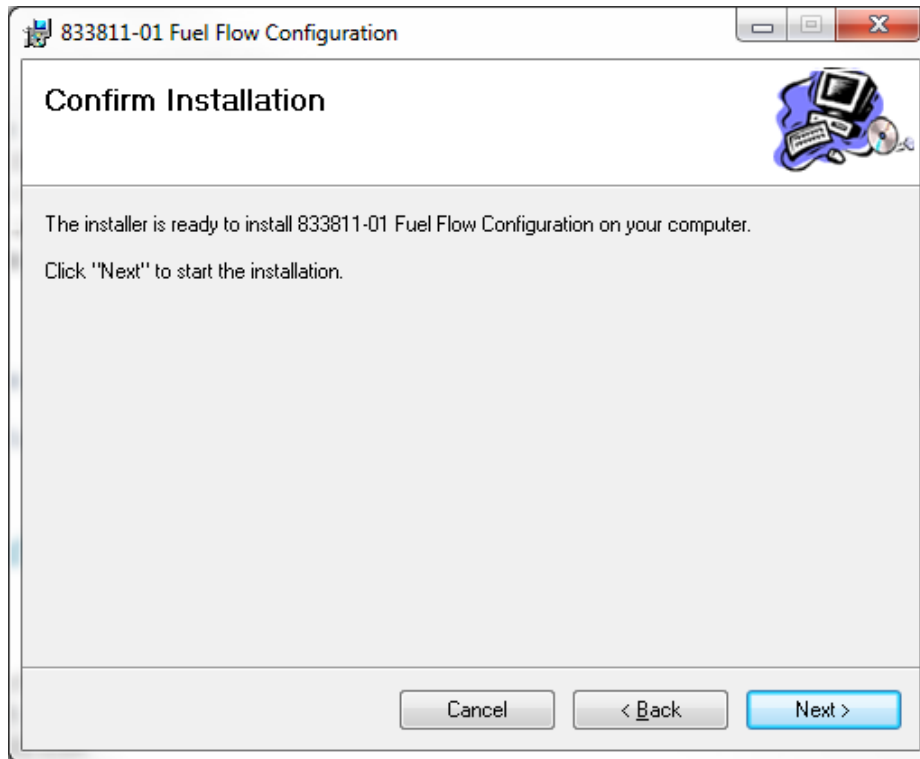 833811-01 Fuel Flow Configuration
Confirm Installation
The installer is ready to install 833811-01 Fuel Flow Configuration on your computer.
Click "Next" to start the installation.
Cancel
< Back
Next >